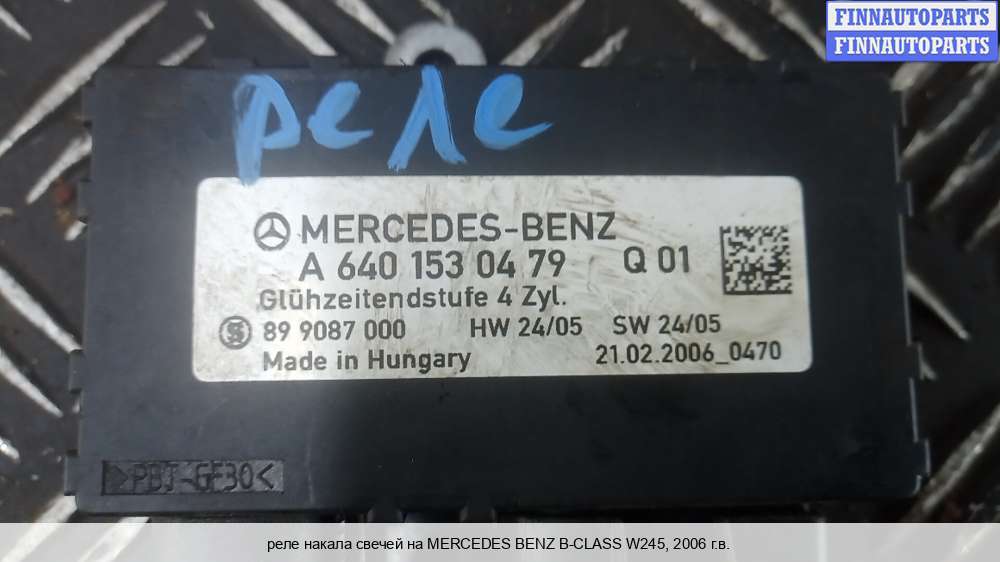 FINNAUTOPARTS
FINNAUTOPARTS
реле
MERCEDES-BENZ
A 640 153 04 79 Q 01
Glühzeitendstufe 4 Zyl.
89 9087 000 HW 24/05 SW 24/05
Made in Hungary 21.02.2006_0470
>PBT-GF30<
реле накала свечей на MERCEDES BENZ B-CLASS W245, 2006 г.в.